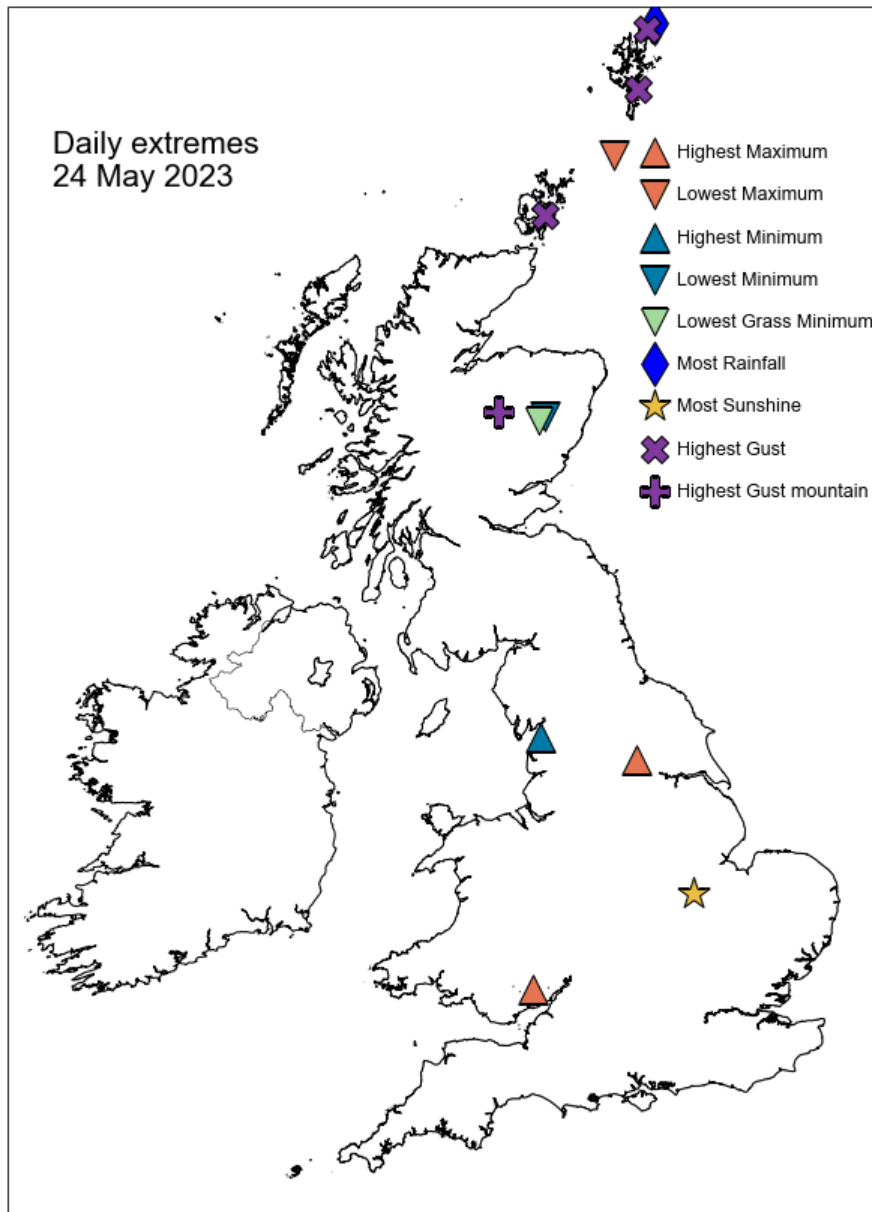 Daily extremes
24 May 2023
Highest Maximum
Lowest Maximum
Highest Minimum
Lowest Minimum
Lowest Grass Minimum
Most Rainfall
Most Sunshine
Highest Gust
Highest Gust mountain